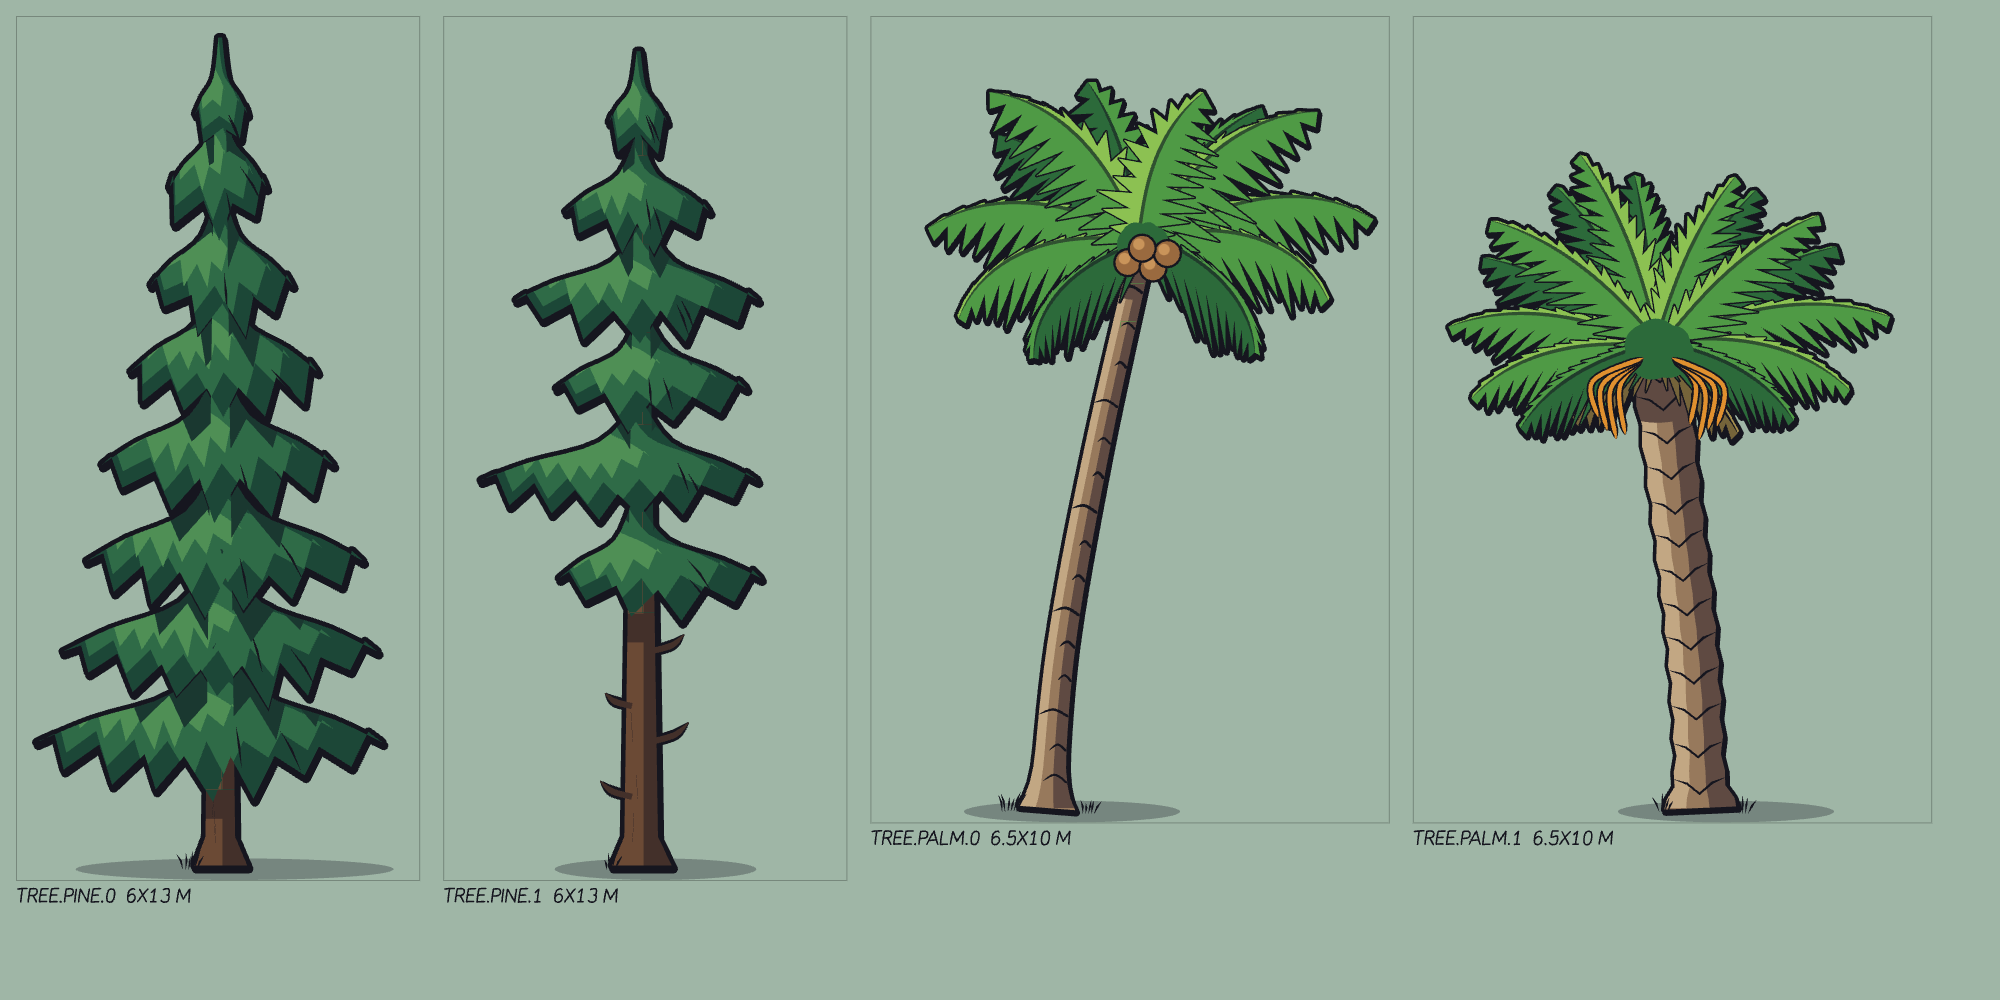 TREE.PALM.0 6.5X10 M
TREE.PALM.1 6.5X10 M
TREE.PINE.0 6X13 M
TREE.PINE.1 6X13 M